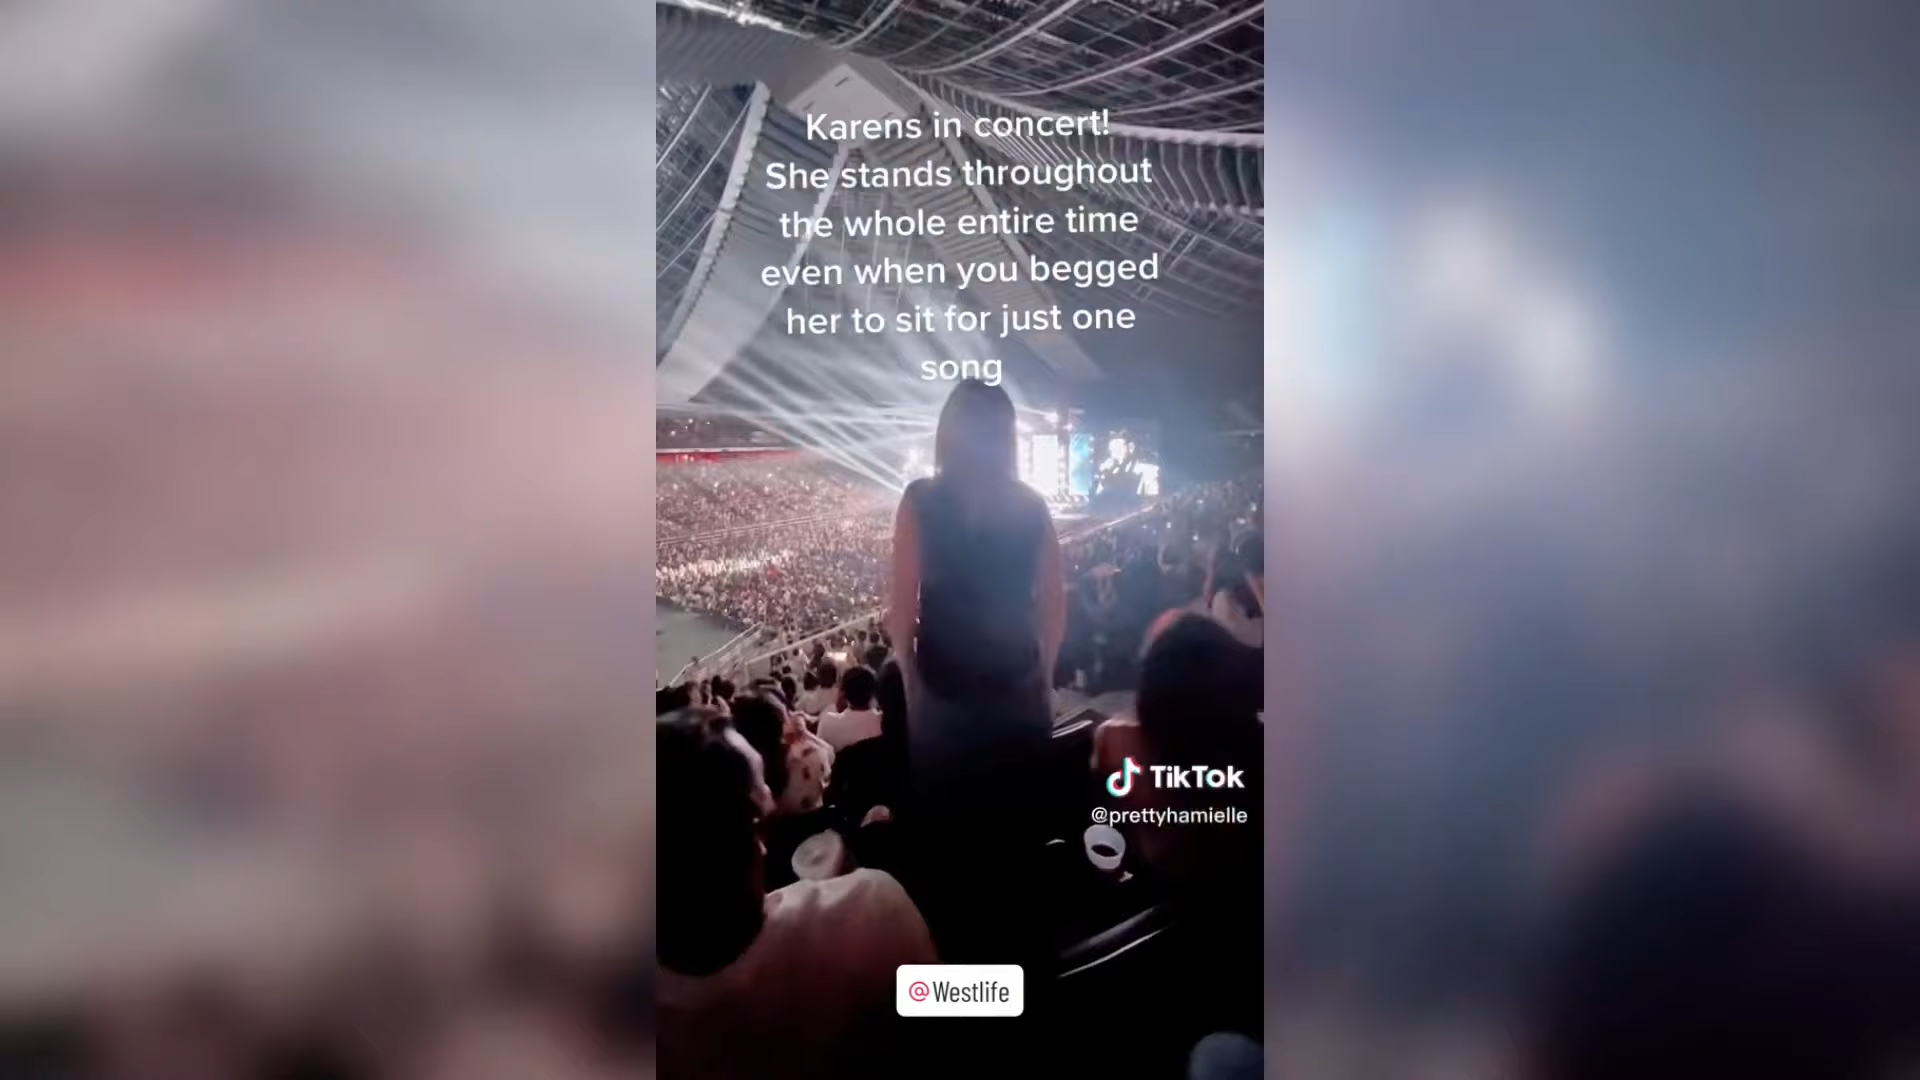 Karens in concert!
She stands throughout
the whole entire time
even when you begged
her to sit for just one
song
TikTok
@prettyhamielle
@Westlife